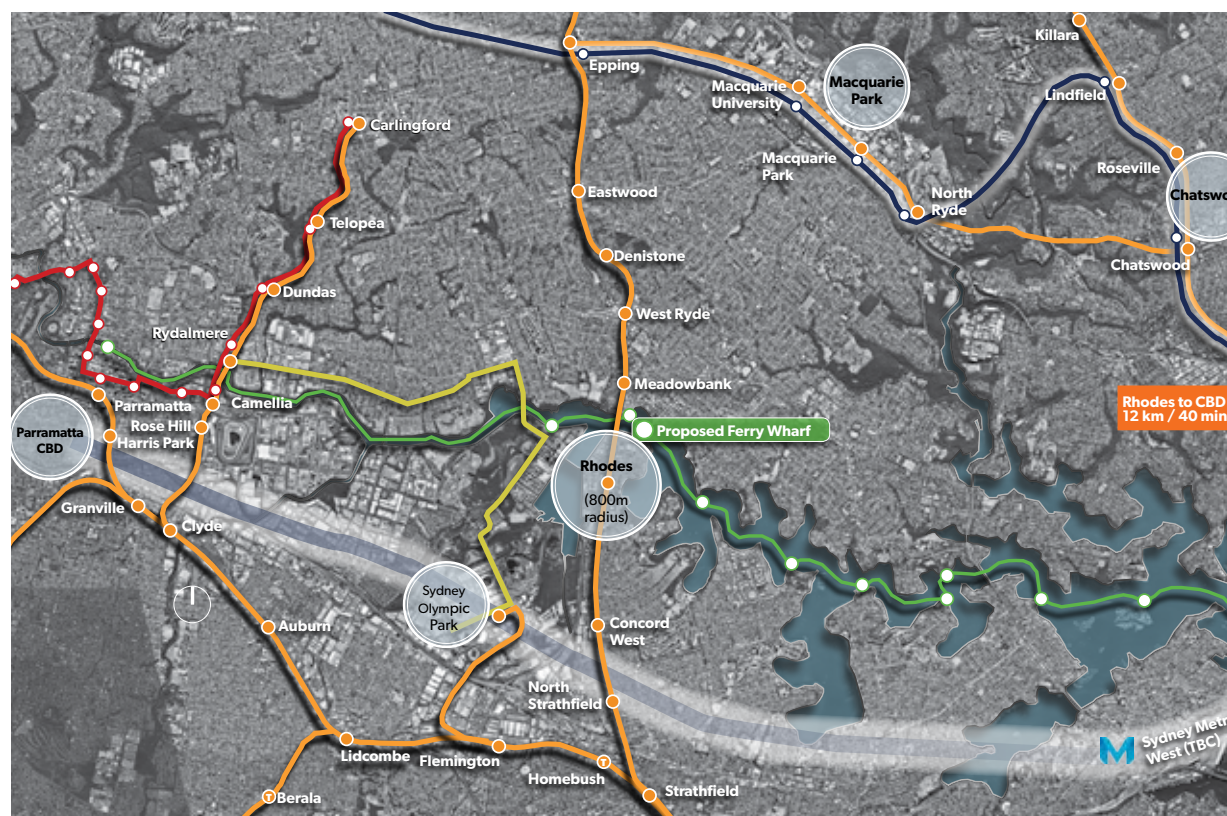 Killara
Epping
Macquarie
University
Macquarie
Park
Lindfield
Carlingford
Macquarie
Park
Roseville
Eastwood
North
Ryde
Telopea
Denistone
Chatswood
Dundas
West Ryde
Rydalmere
Meadowbank
Parramatta
Camellia
Rhodes to CBD
12 km / 40 min
Rose Hill
Harris Park
Parramatta
CBD
Proposed Ferry Wharf
Rhodes
(800m
radius)
Granville
Clyde
Sydney
Olympic
Park
Auburn
Concord
West
North
Strathfield
Sydney
West (TBC)
M
Lidcombe
Flemington
Homebush
T
Berala
T
Strathfield